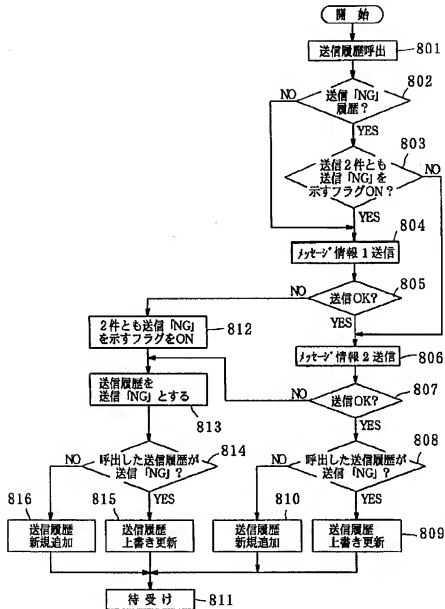 開始
送信履歴呼出
801
802
送信「NG」
履歴?
NO
YES
803
送信2件とも
送信「NG」を
示すフラグON?
NO
YES
804
メッセージ情報1送信
805
送信OK?
NO
YES
2件とも送信「NG」
を示すフラグをON
812
メッセージ情報2送信
806
送信履歴を
送信「NG」とする
813
807
送信OK?
NO
YES
呼出した送信履歴が
送信「NG」?
814
NO
YES
呼出した送信履歴が
送信「NG」?
808
NO
YES
816
送信履歴
新規追加
815
送信履歴
上書き更新
810
送信履歴
新規追加
送信履歴
上書き更新
809
待受け
811